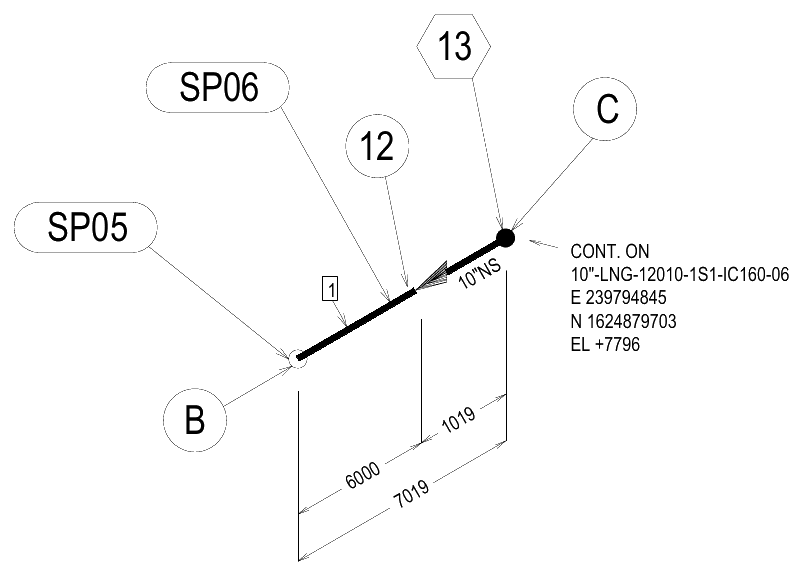 13
SP06
C
12
SP05
CONT. ON
10"-LNG-12010-1S1-IC160-06
E 239794845
N 1624879703
EL +7796
10"NS
1
B
1019
6000
7019